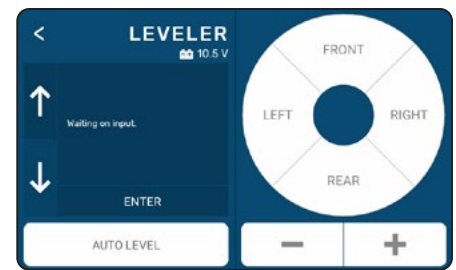 <
LEVELER
10.5 V
Waiting on input.
ENTER
AUTO LEVEL
FRONT
LEFT
RIGHT
REAR
− +